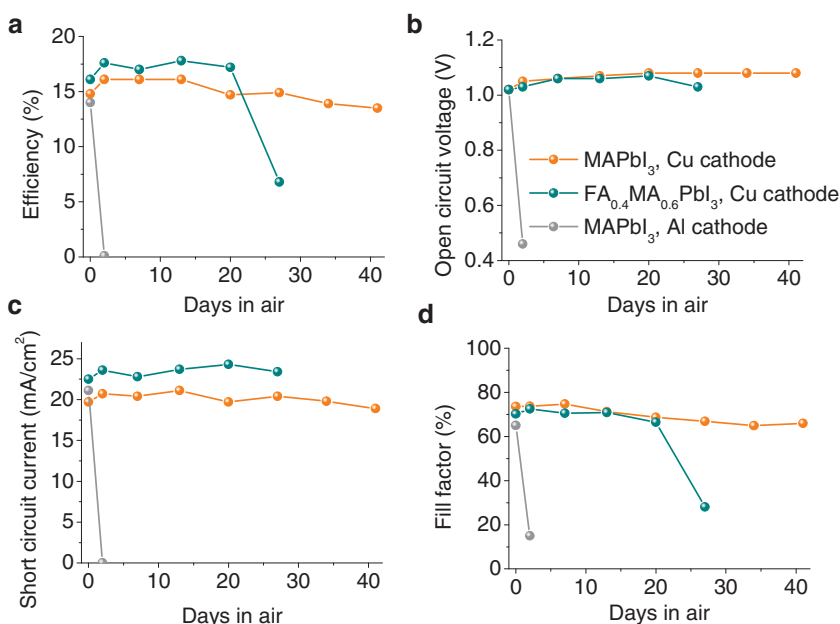 a
20
15
10
5
0
Efficiency (%)
0 10 20 30 40
Days in air
b
1.2
1.0
0.8
0.6
0.4
Open circuit voltage (V)
MAPbI₃, Cu cathode
FA₀.₄MA₀.₆PbI₃, Cu cathode
MAPbI₃, Al cathode
0 10 20 30 40
Days in air
c
25
20
15
10
5
0
Short circuit current (mA/cm²)
0 10 20 30 40
Days in air
d
100
80
60
40
20
0
Fill factor (%)
0 10 20 30 40
Days in air